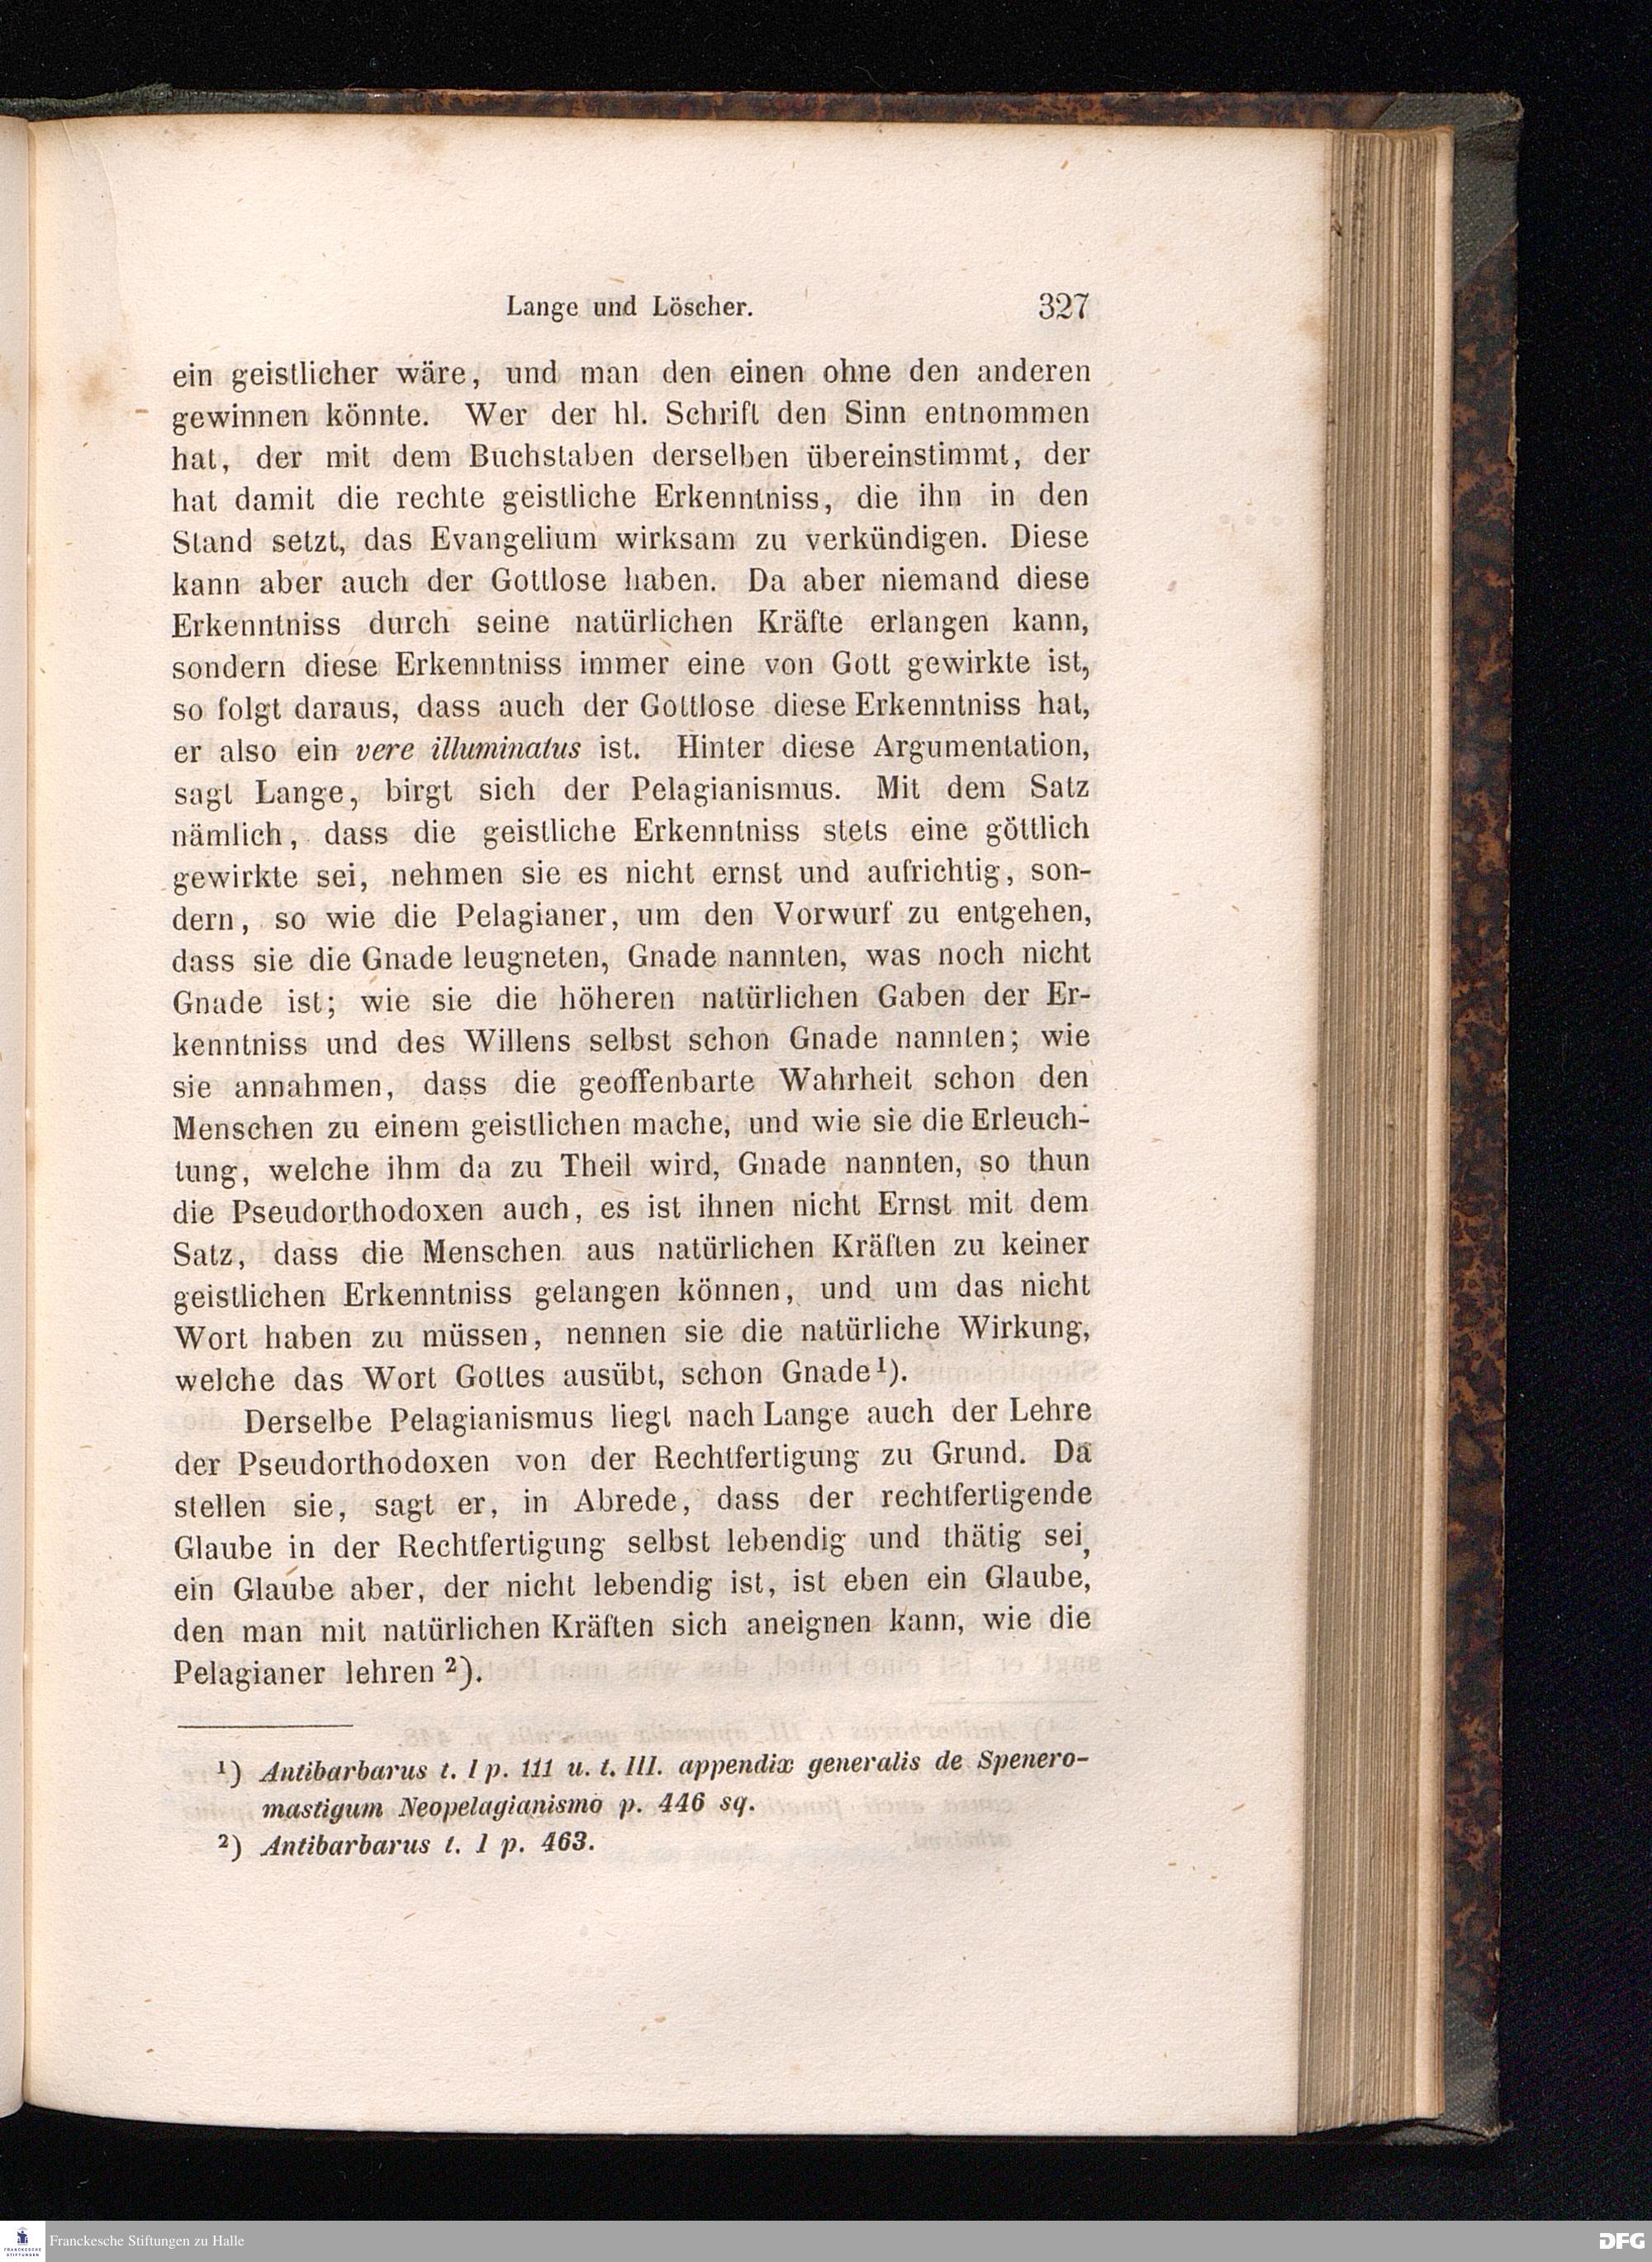 Lange und Löscher. 327
ein geistlicher wäre, und man den einen ohne den anderen
gewinnen könnte. Wer der hl. Schrift den Sinn entnommen
hat, der mit dem Buchstaben derselben übereinstimmt, der
hat damit die rechte geistliche Erkenntniss, die ihn in den
Stand setzt, das Evangelium wirksam zu verkündigen. Diese
kann aber auch der Gottlose haben. Da aber niemand diese
Erkenntniss durch seine natürlichen Kräfte erlangen kann,
sondern diese Erkenntniss immer eine von Gott gewirkte ist,
so folgt daraus, dass auch der Gottlose diese Erkenntniss hat,
er also ein vere illuminatus ist. Hinter diese Argumentation,
sagt Lange, birgt sich der Pelagianismus. Mit dem Satz
nämlich, dass die geistliche Erkenntniss stets eine göttlich
gewirkte sei, nehmen sie es nicht ernst und aufrichtig, son-
dern, so wie die Pelagianer, um den Vorwurf zu entgehen,
dass sie die Gnade leugneten, Gnade nannten, was noch nicht
Gnade ist; wie sie die höheren natürlichen Gaben der Er-
kenntniss und des Willens selbst schon Gnade nannten; wie
sie annahmen, dass die geoffenbarte Wahrheit schon den
Menschen zu einem geistlichen mache, und wie sie die Erleuch-
tung, welche ihm da zu Theil wird, Gnade nannten, so thun
die Pseudorthodoxen auch, es ist ihnen nicht Ernst mit dem
Satz, dass die Menschen aus natürlichen Kräften zu keiner
geistlichen Erkenntniss gelangen können, und um das nicht
Wort haben zu müssen, nennen sie die natürliche Wirkung,
welche das Wort Gottes ausübt, schon Gnade¹).
Derselbe Pelagianismus liegt nach Lange auch der Lehre
der Pseudorthodoxen von der Rechtfertigung zu Grund. Da
stellen sie, sagt er, in Abrede, dass der rechtfertigende
Glaube in der Rechtfertigung selbst lebendig und thätig sei,
ein Glaube aber, der nicht lebendig ist, ist eben ein Glaube,
den man mit natürlichen Kräften sich aneignen kann, wie die
Pelagianer lehren ²).
¹) Antibarbarus t. I p. 111 u. t. III. appendix generalis de Spenero-
mastigum Neopelagianismo p. 446 sq.
²) Antibarbarus t. 1 p. 463.
FRANCKESCHE
STIFTUNGEN
Franckesche Stiftungen zu Halle
DFG